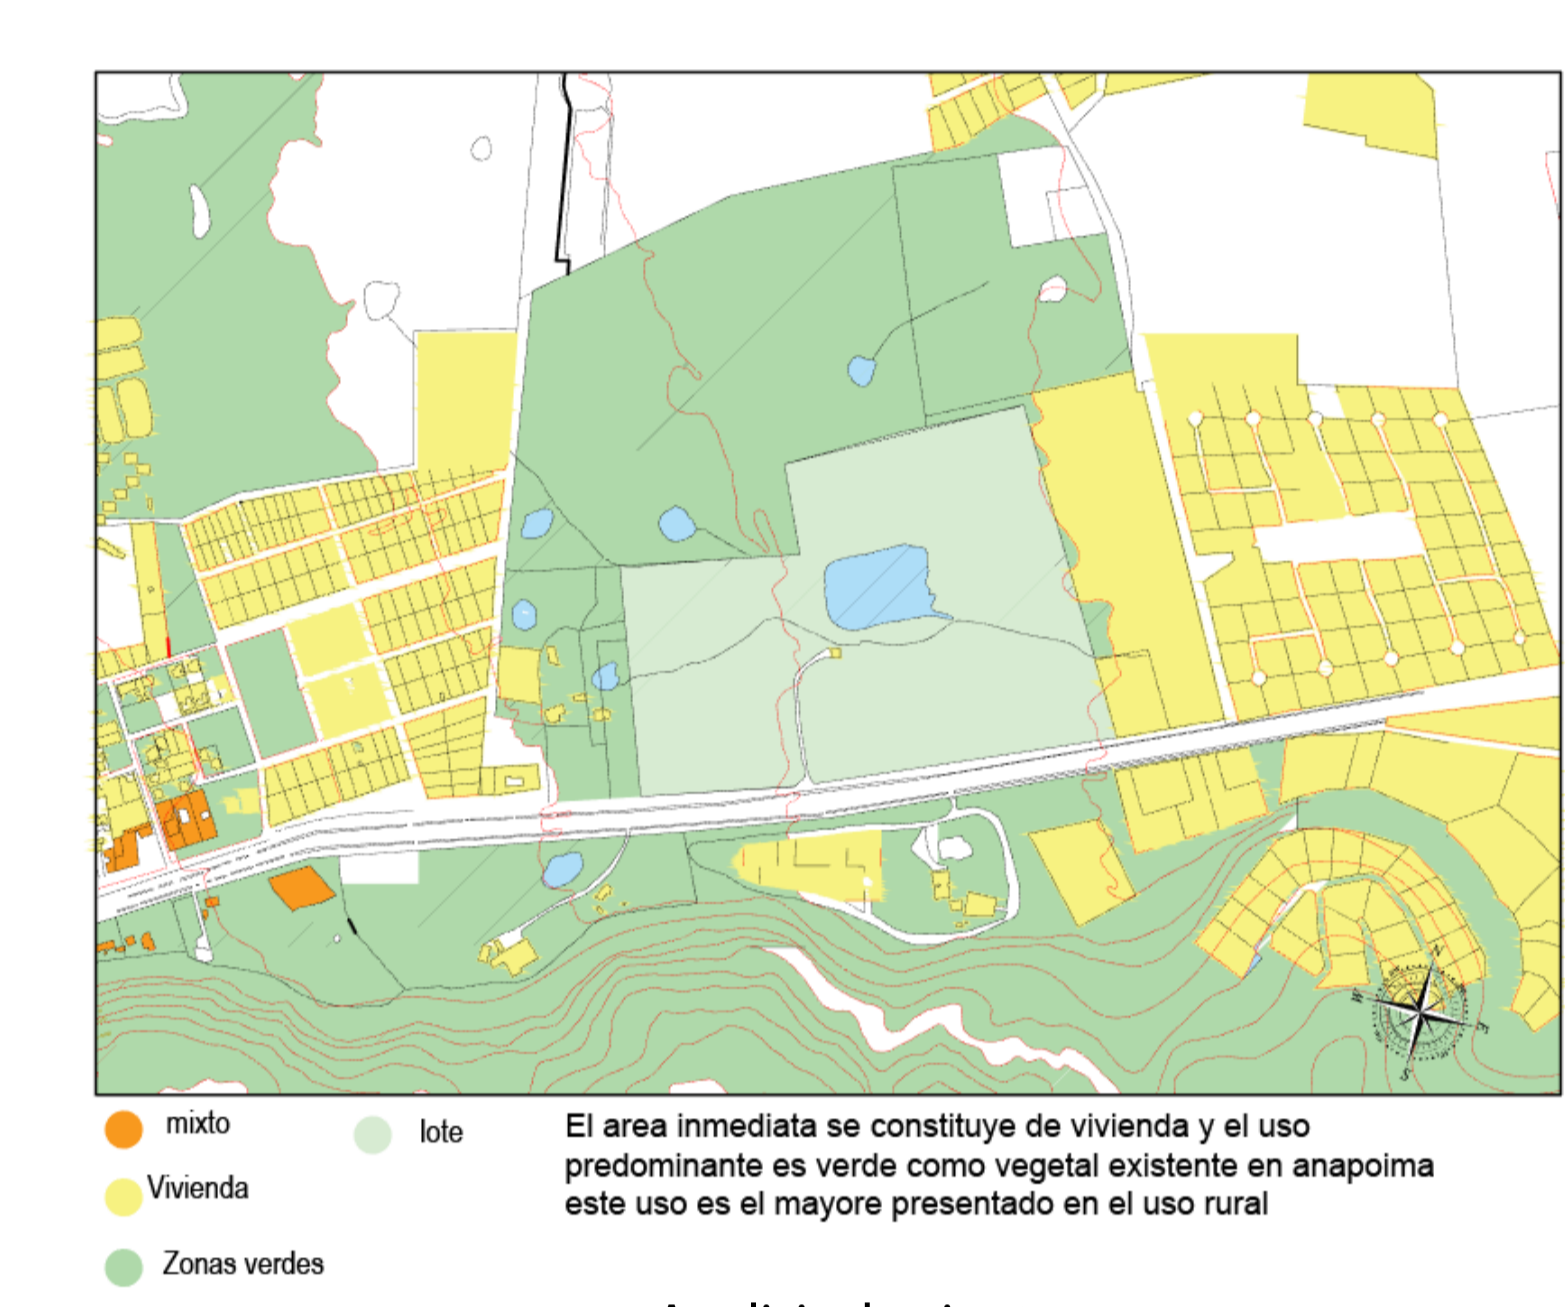 N
W
E
S
mixto
lote
Vivienda
Zonas verdes
El area inmediata se constituye de vivienda y el uso
predominante es verde como vegetal existente en anapoima
este uso es el mayore presentado en el uso rural